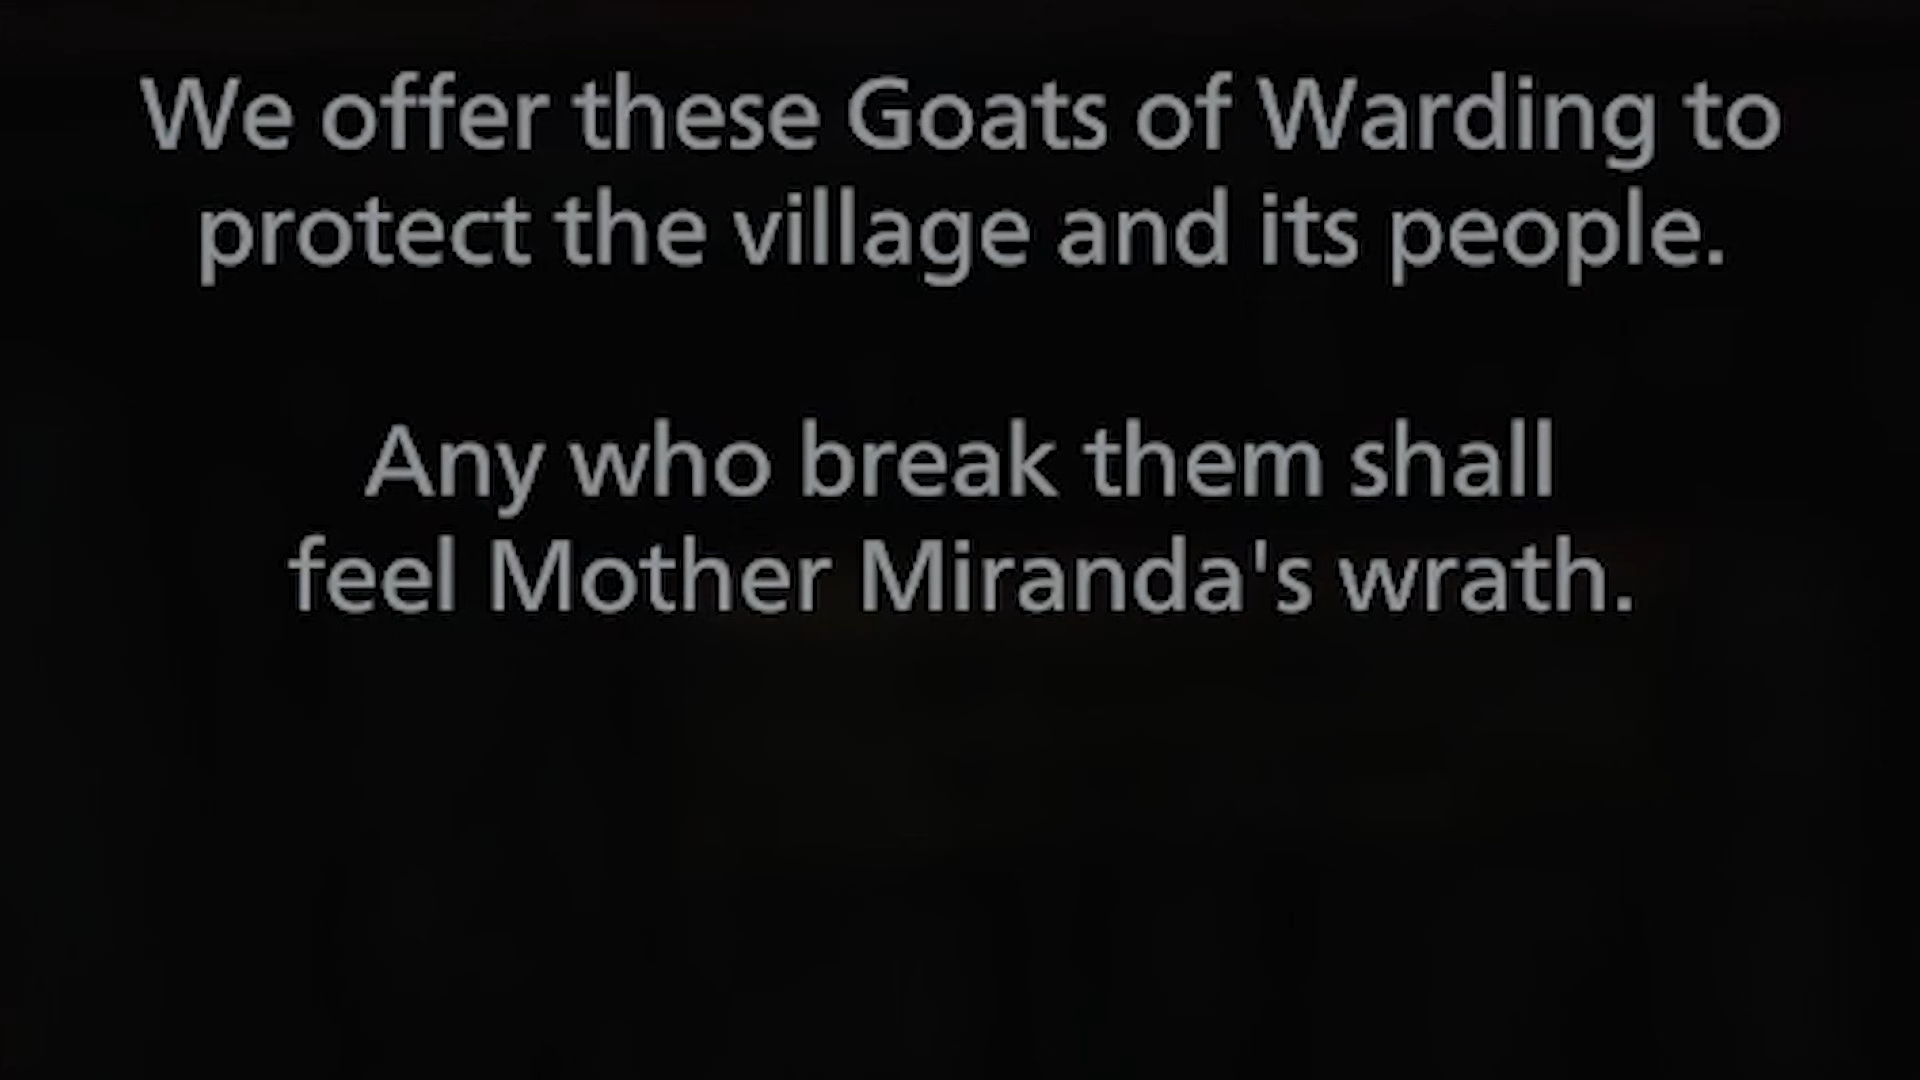 We offer these Goats of Warding to
protect the village and its people.
Any who break them shall
feel Mother Miranda's wrath.